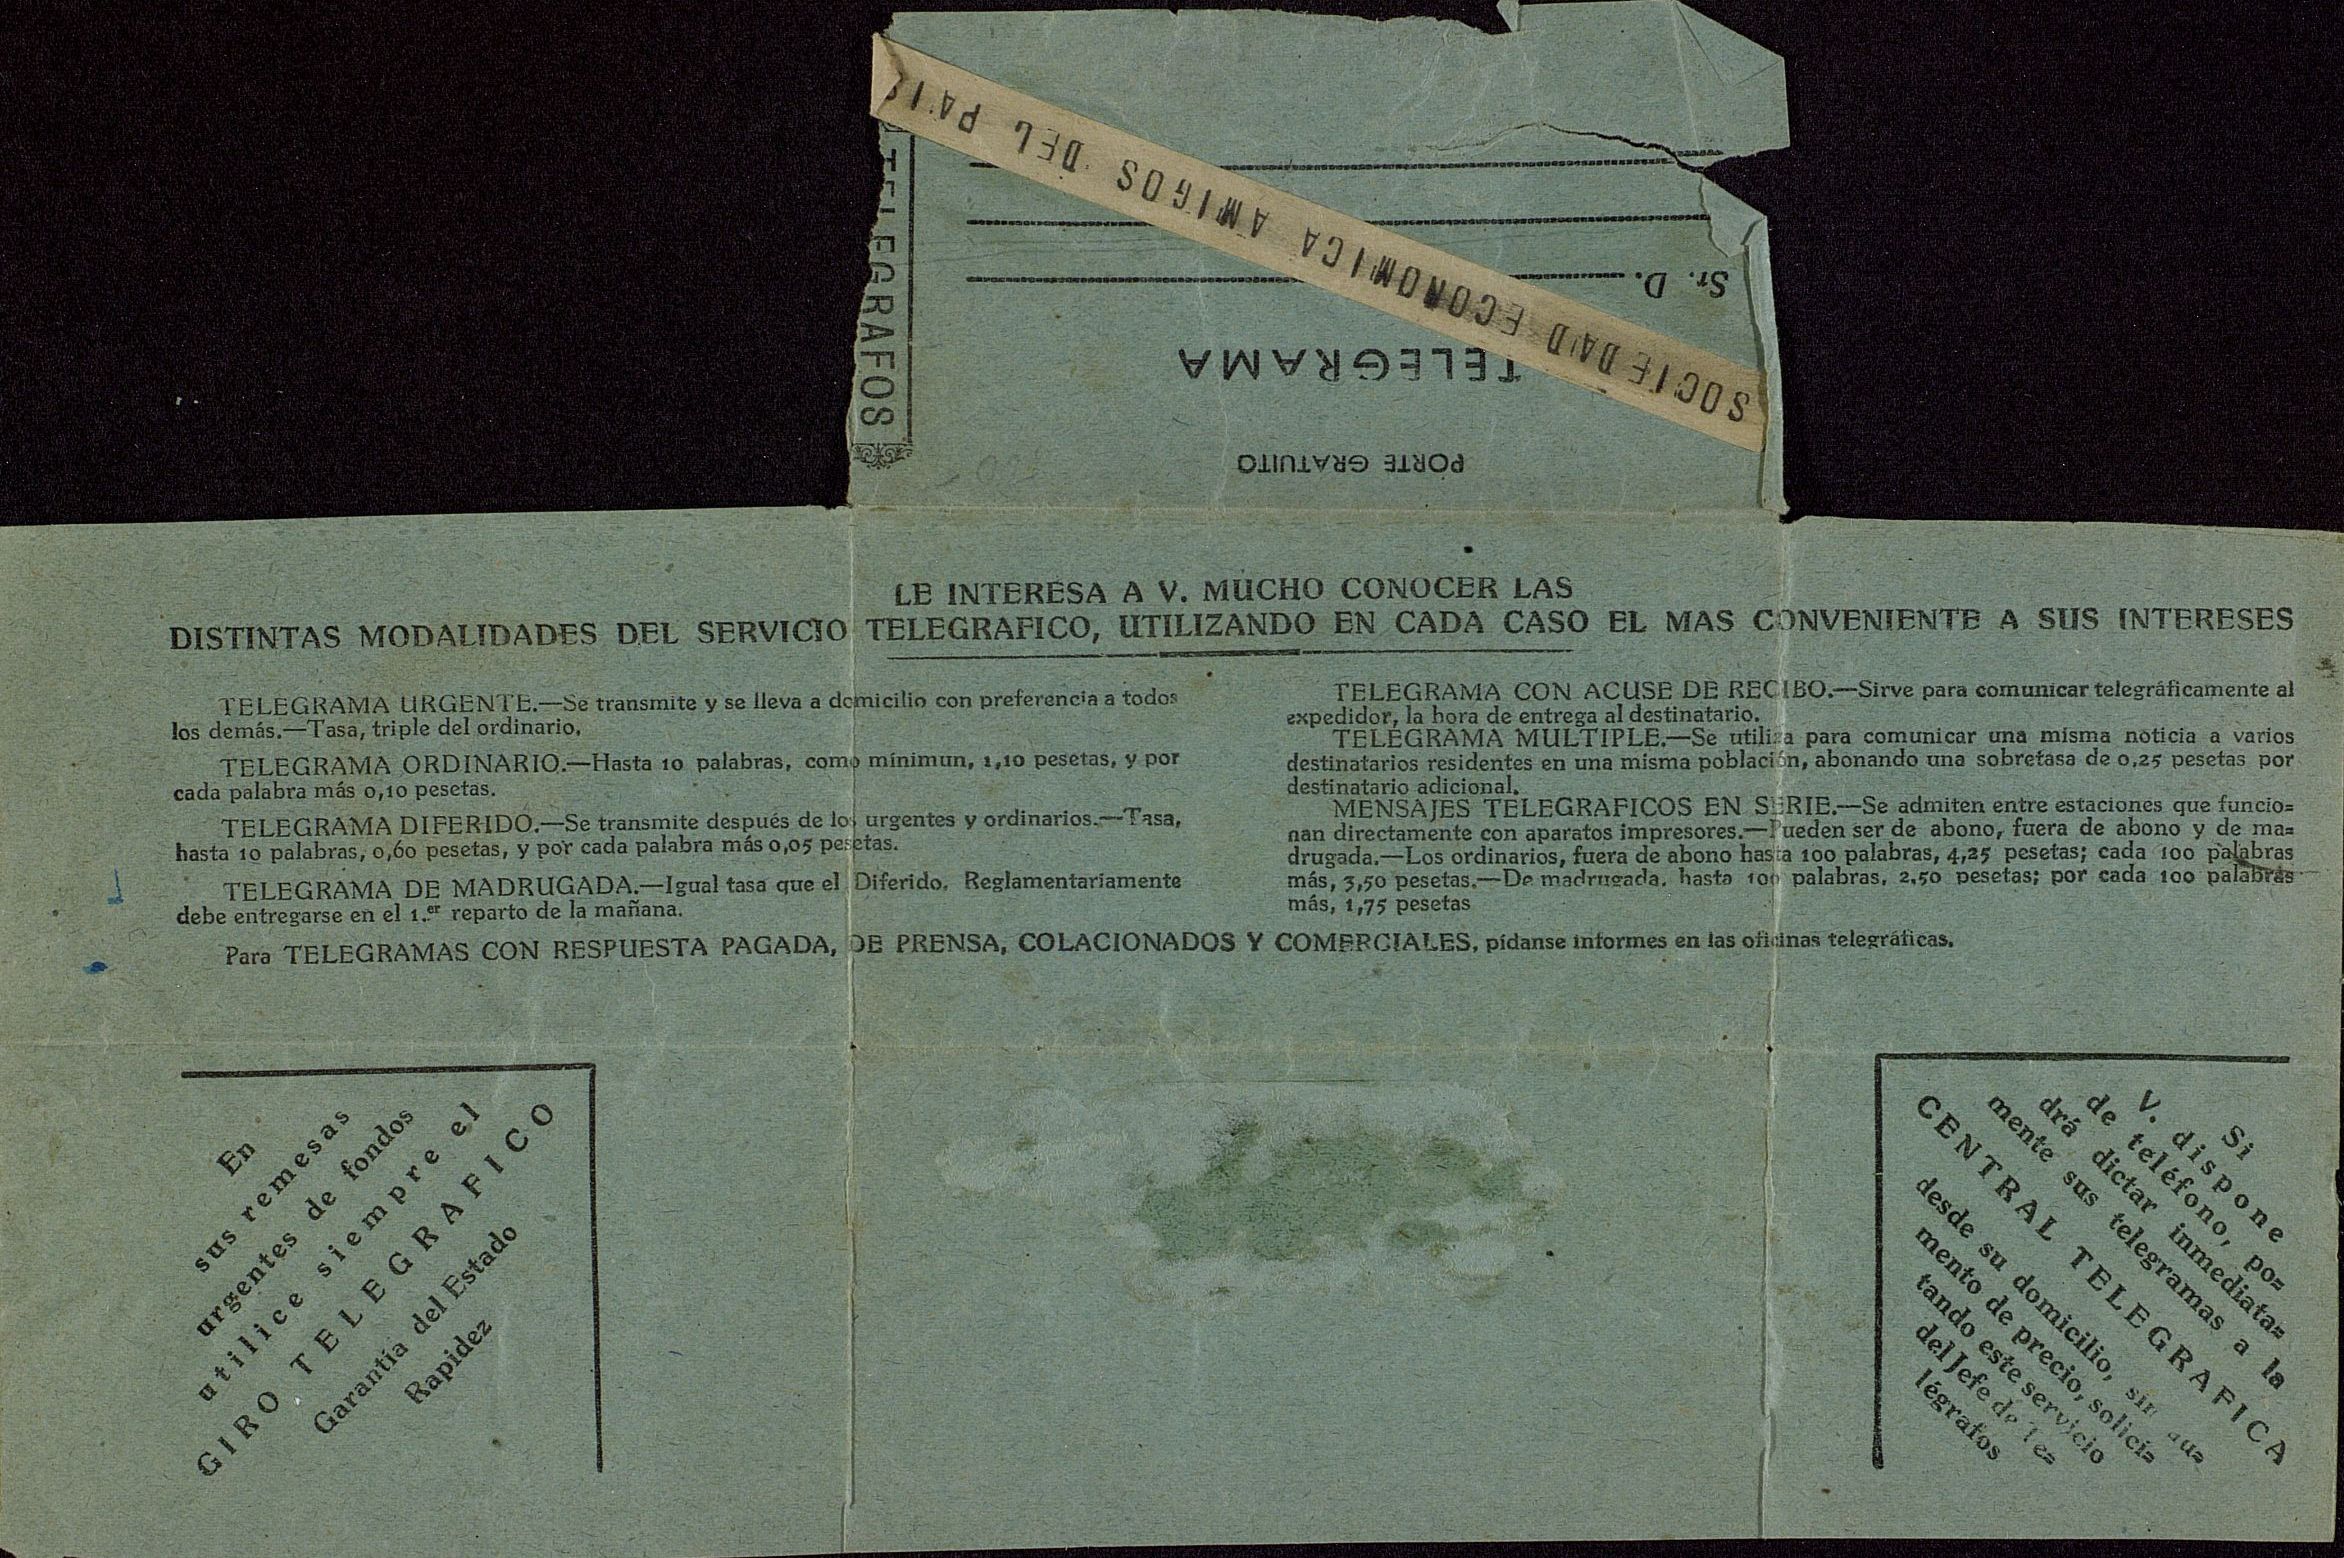 SOCIEDAD ECONOMICA AMIGOS DEL PAIS
TELEGRAFOS
Sr. D.
TELEGRAMA
PORTE GRATUITO
LE INTERESA A V. MUCHO CONOCER LAS
DISTINTAS MODALIDADES DEL SERVICIO TELEGRAFICO, UTILIZANDO EN CADA CASO EL MAS CONVENIENTE A SUS INTERESES
TELEGRAMA URGENTE.—Se transmite y se lleva a domicilio con preferencia a todos
los demás.—Tasa, triple del ordinario.
TELEGRAMA ORDINARIO.—Hasta 10 palabras, como mínimun, 1,10 pesetas, y por
cada palabra más 0,10 pesetas.
TELEGRAMA DIFERIDO.—Se transmite después de los urgentes y ordinarios.—Tasa,
hasta 10 palabras, 0,60 pesetas, y por cada palabra más 0,05 pesetas.
TELEGRAMA DE MADRUGADA.—Igual tasa que el Diferido. Reglamentariamente
debe entregarse en el 1.er reparto de la mañana.
TELEGRAMA CON ACUSE DE RECIBO.—Sirve para comunicar telegráficamente al
expedidor, la hora de entrega al destinatario.
TELEGRAMA MULTIPLE.—Se utiliza para comunicar una misma noticia a varios
destinatarios residentes en una misma población, abonando una sobretasa de 0,25 pesetas por
destinatario adicional.
MENSAJES TELEGRAFICOS EN SERIE.—Se admiten entre estaciones que funcio=
nan directamente con aparatos impresores.—Pueden ser de abono, fuera de abono y de ma=
drugada.—Los ordinarios, fuera de abono hasta 100 palabras, 4,25 pesetas; cada 100 palabras
más, 3,50 pesetas.—De madrugada, hasta 100 palabras, 2,50 pesetas; por cada 100 palabras
más, 1,75 pesetas
Para TELEGRAMAS CON RESPUESTA PAGADA, DE PRENSA, COLACIONADOS Y COMERCIALES, pídanse informes en las oficinas telegráficas.
En
sus remesas
urgentes de fondos
utilice siempre el
GIRO TELEGRAFICO
Garantía del Estado
Rapidez
Si
V. dispone
de teléfono, po=
drá dictar inmediata=
mente sus telegramas a la
CENTRAL TELEGRAFICA
desde su domicilio, sin au=
mento de precio, solici=
tando este servicio
del Jefe de Te=
légrafos